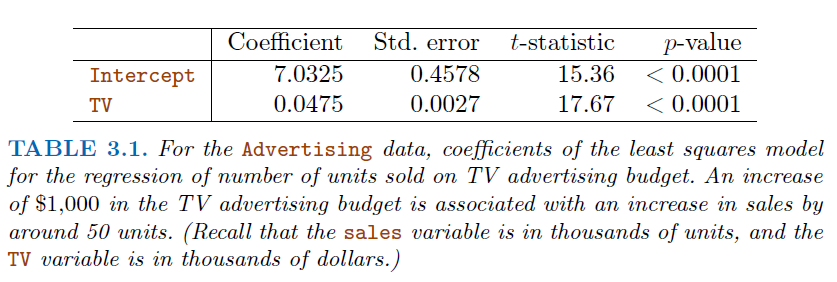 Coefficient Std. error t-statistic p-value
Intercept 7.0325 0.4578 15.36 < 0.0001
TV 0.0475 0.0027 17.67 < 0.0001
TABLE 3.1. For the Advertising data, coefficients of the least squares model
for the regression of number of units sold on TV advertising budget. An increase
of $1,000 in the TV advertising budget is associated with an increase in sales by
around 50 units. (Recall that the sales variable is in thousands of units, and the
TV variable is in thousands of dollars.)